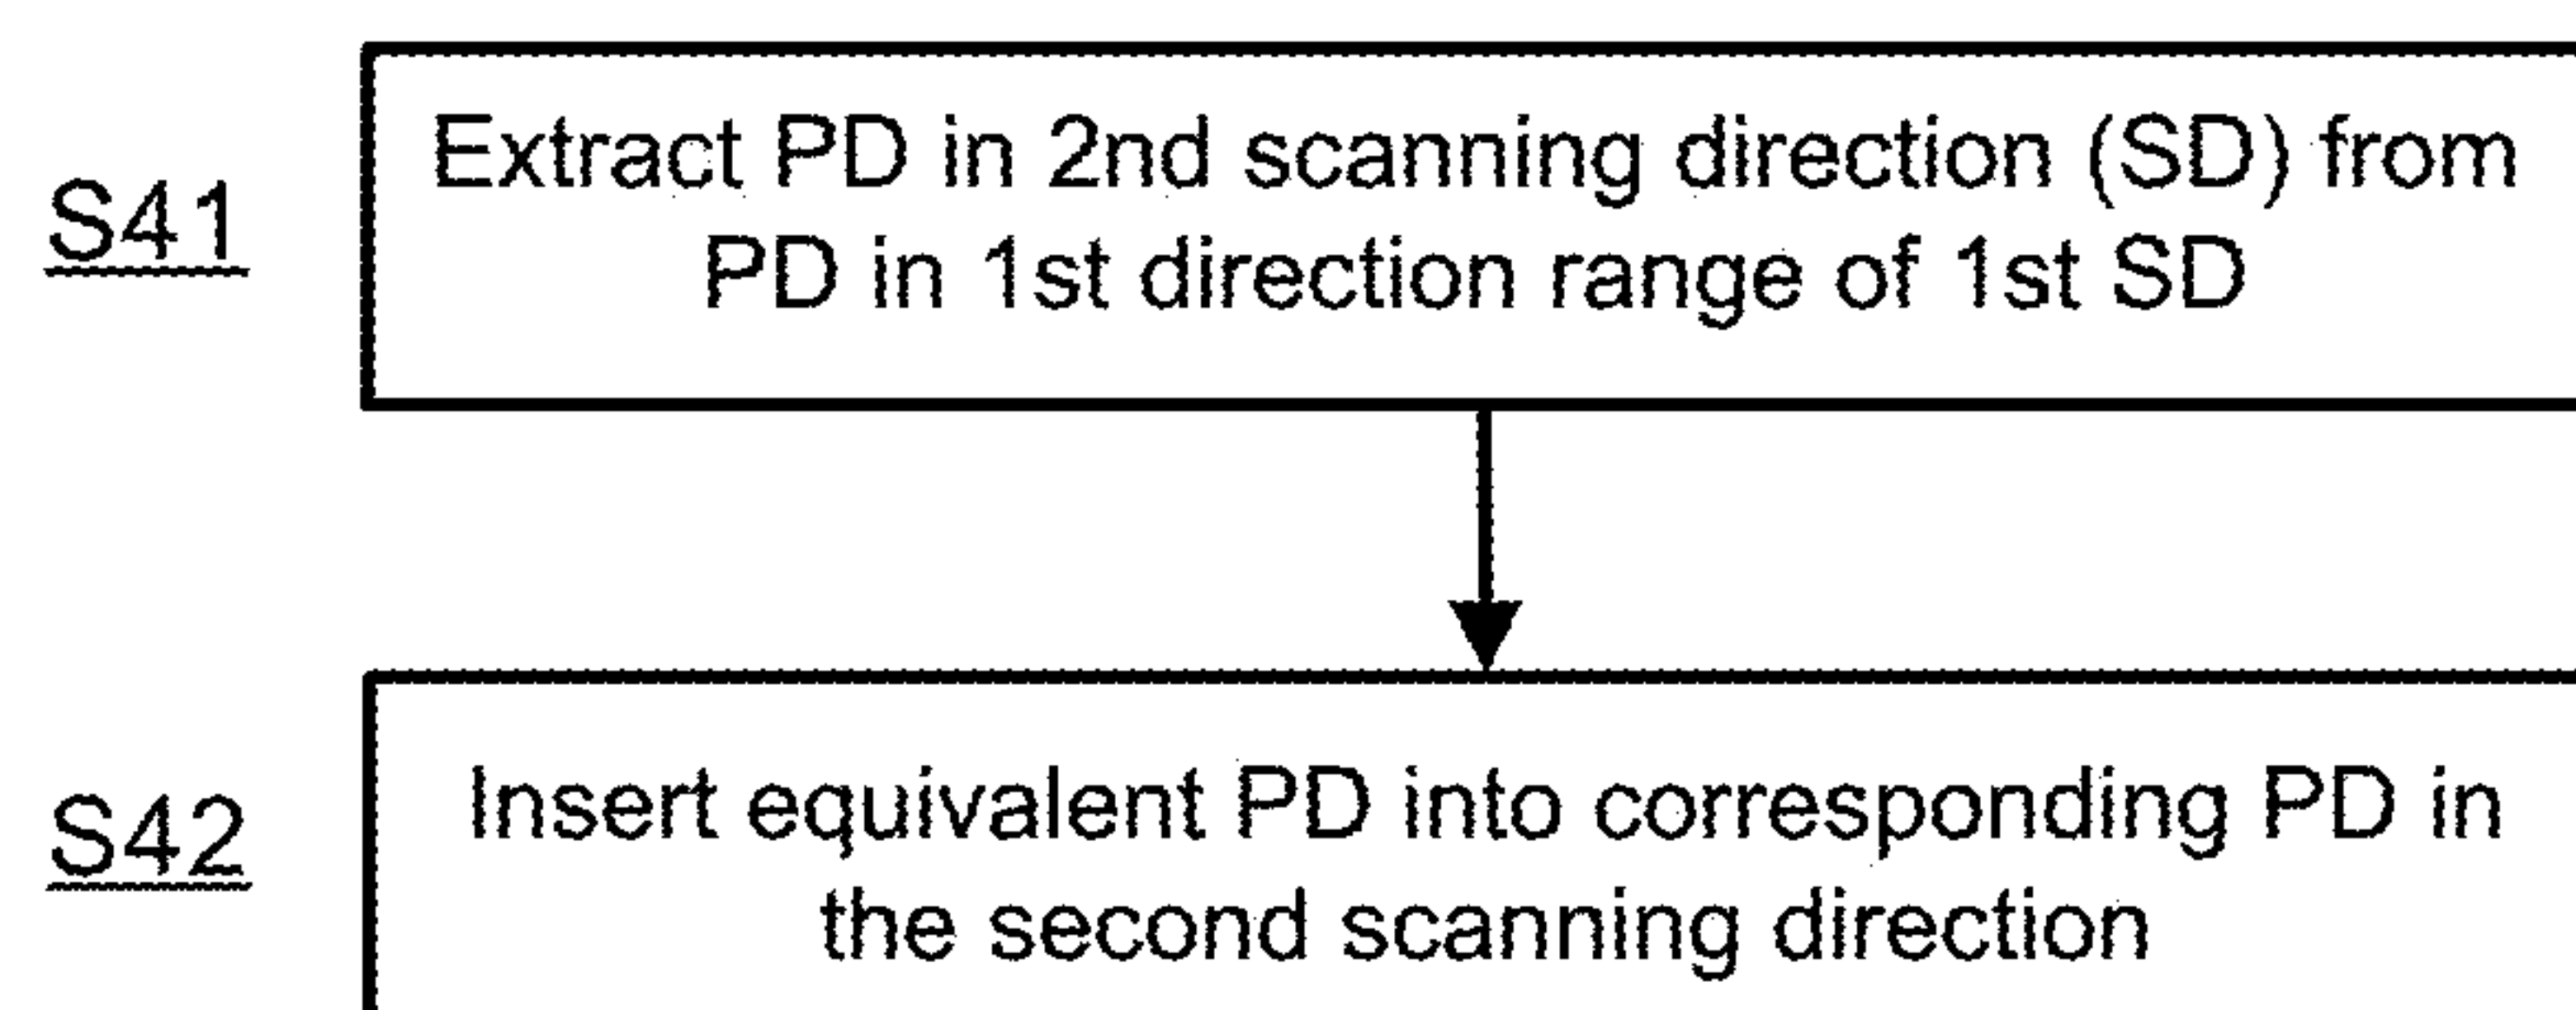 S41
Extract PD in 2nd scanning direction (SD) from
PD in 1st direction range of 1st SD
S42
Insert equivalent PD into corresponding PD in
the second scanning direction